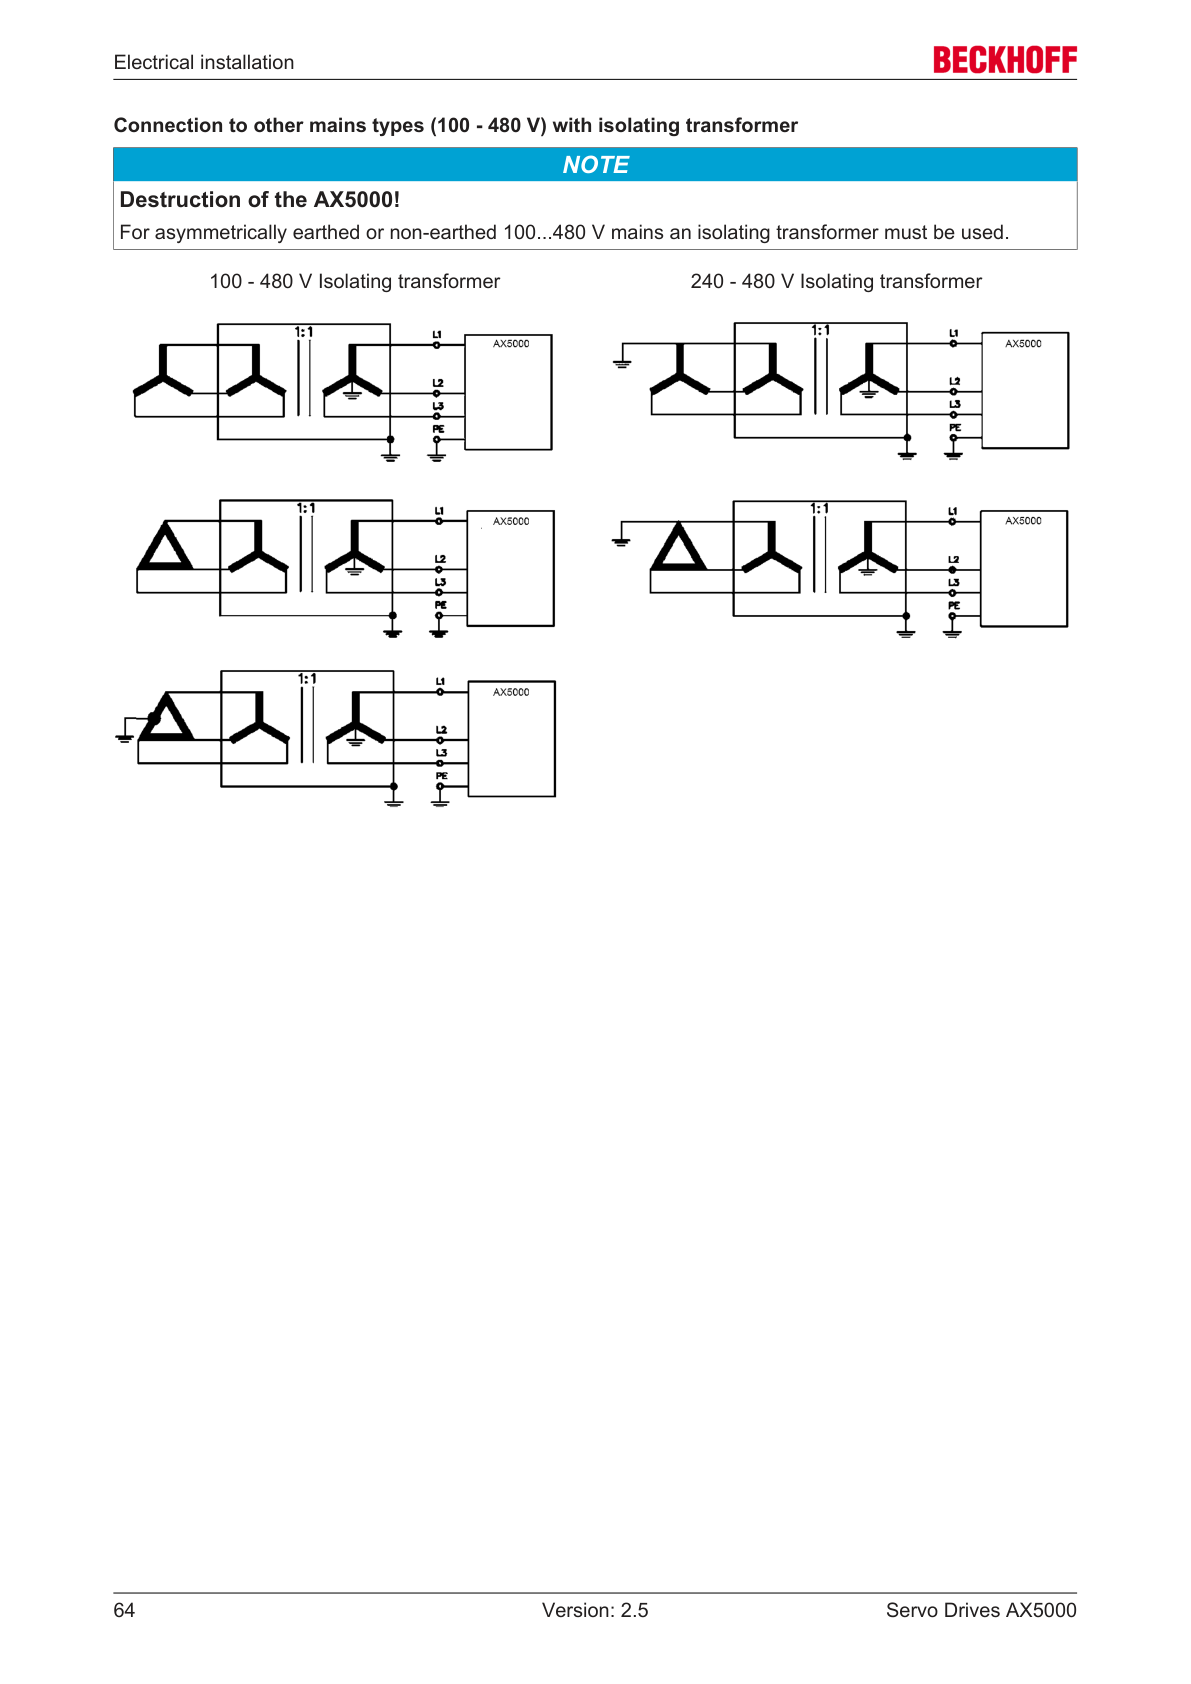 Electrical installation
BECKHOFF
Connection to other mains types (100 - 480 V) with isolating transformer
NOTE
Destruction of the AX5000!
For asymmetrically earthed or non-earthed 100...480 V mains an isolating transformer must be used.
100 - 480 V Isolating transformer
240 - 480 V Isolating transformer
1:1
L1
AX5000
L2
L3
PE
1:1
L1
AX5000
L2
L3
PE
1:1
L1
AX5000
L2
L3
PE
1:1
L1
AX5000
L2
L3
PE
1:1
L1
AX5000
L2
L3
PE
64
Version: 2.5
Servo Drives AX5000